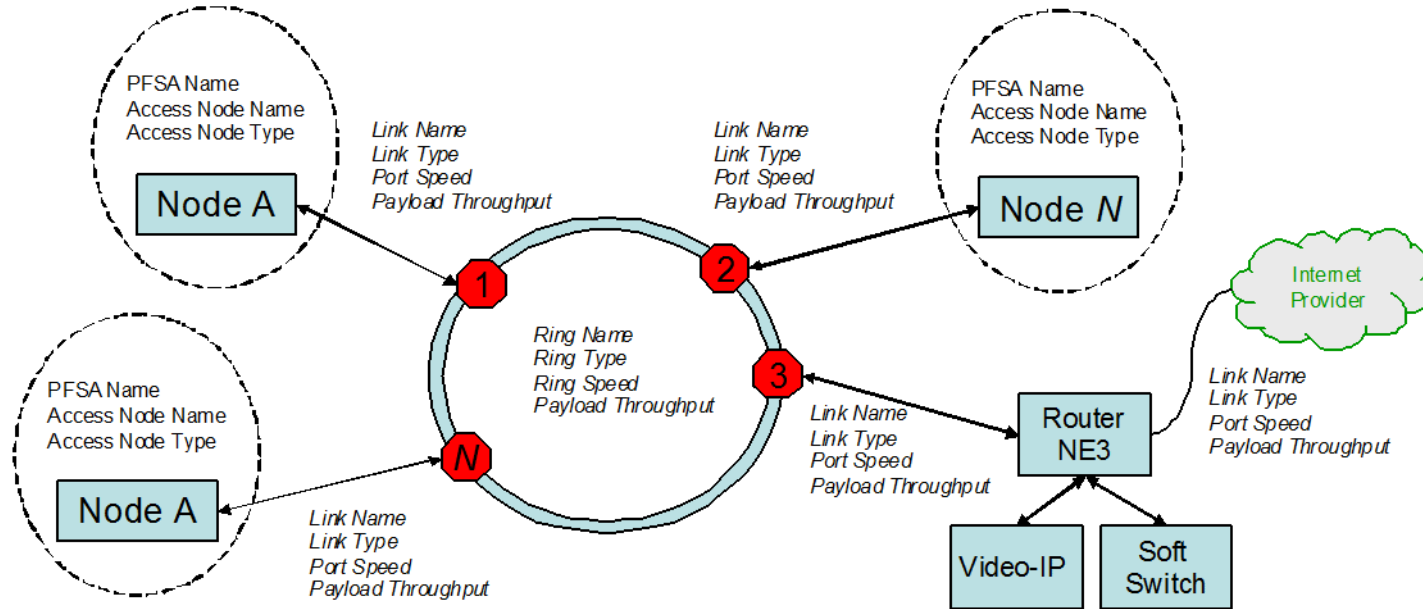 PFSA Name
Access Node Name
Access Node Type
Node A
Link Name
Link Type
Port Speed
Payload Throughput
Link Name
Link Type
Port Speed
Payload Throughput
PFSA Name
Access Node Name
Access Node Type
Node N
1
2
3
N
Ring Name
Ring Type
Ring Speed
Payload Throughput
Internet
Provider
PFSA Name
Access Node Name
Access Node Type
Node A
Link Name
Link Type
Port Speed
Payload Throughput
Link Name
Link Type
Port Speed
Payload Throughput
Router
NE3
Link Name
Link Type
Port Speed
Payload Throughput
Video-IP
Soft
Switch